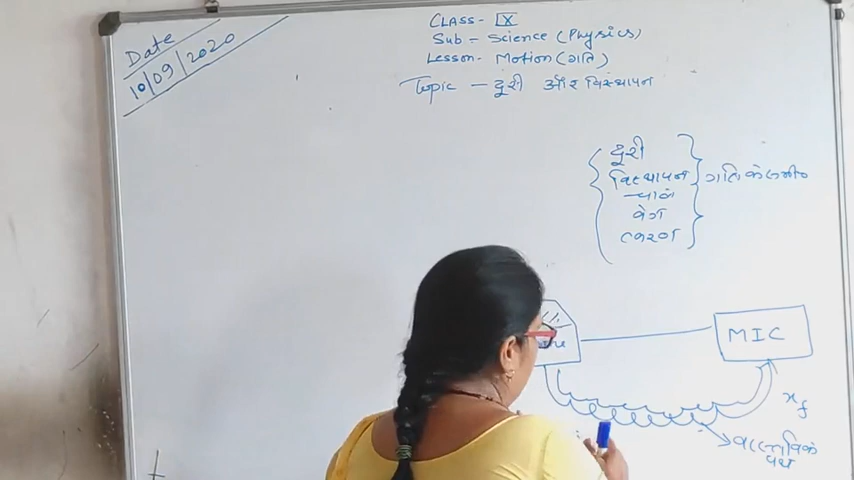 Date
10/09/2020
CLASS- IX
Sub - Science (Physics)
Lesson- Motion (गति)
Topic - दूरी और विस्थापन
दूरी
विस्थापन
चाल
वेग
त्वरण
गति के
MIC
x f
वास्तविक
पथ